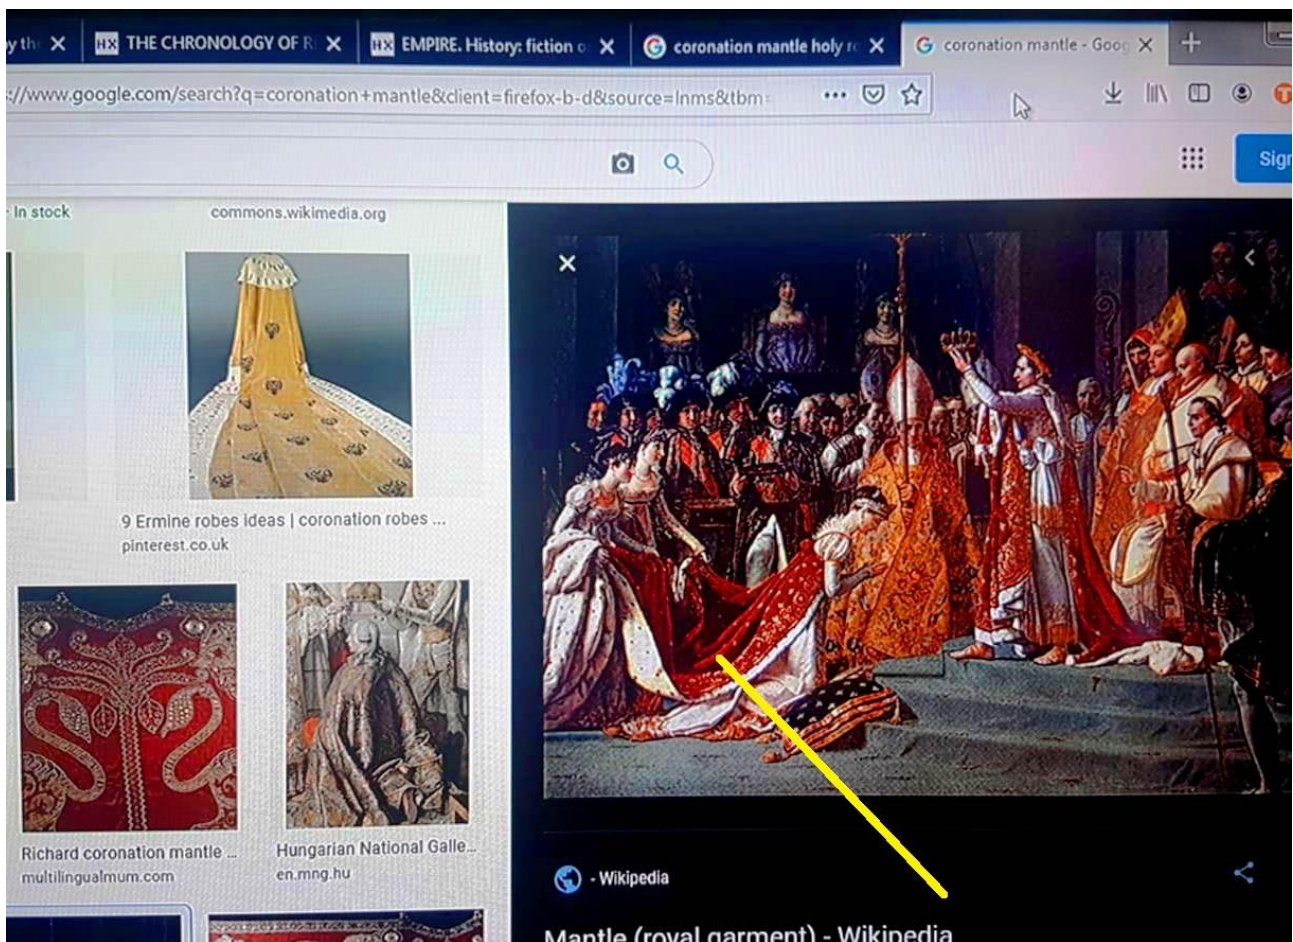 THE CHRONOLOGY OF R
EMPIRE. History: fiction o
coronation mantle holy r
coronation mantle - Goog
://www.google.com/search?q=coronation+mantle&client=firefox-b-d&source=lnms&tbm=
Sign
In stock
commons.wikimedia.org
9 Ermine robes ideas | coronation robes ...
pinterest.co.uk
Richard coronation mantle ...
multilingualmum.com
Hungarian National Galle...
en.mng.hu
- Wikipedia
Mantle (royal garment) - Wikipedia